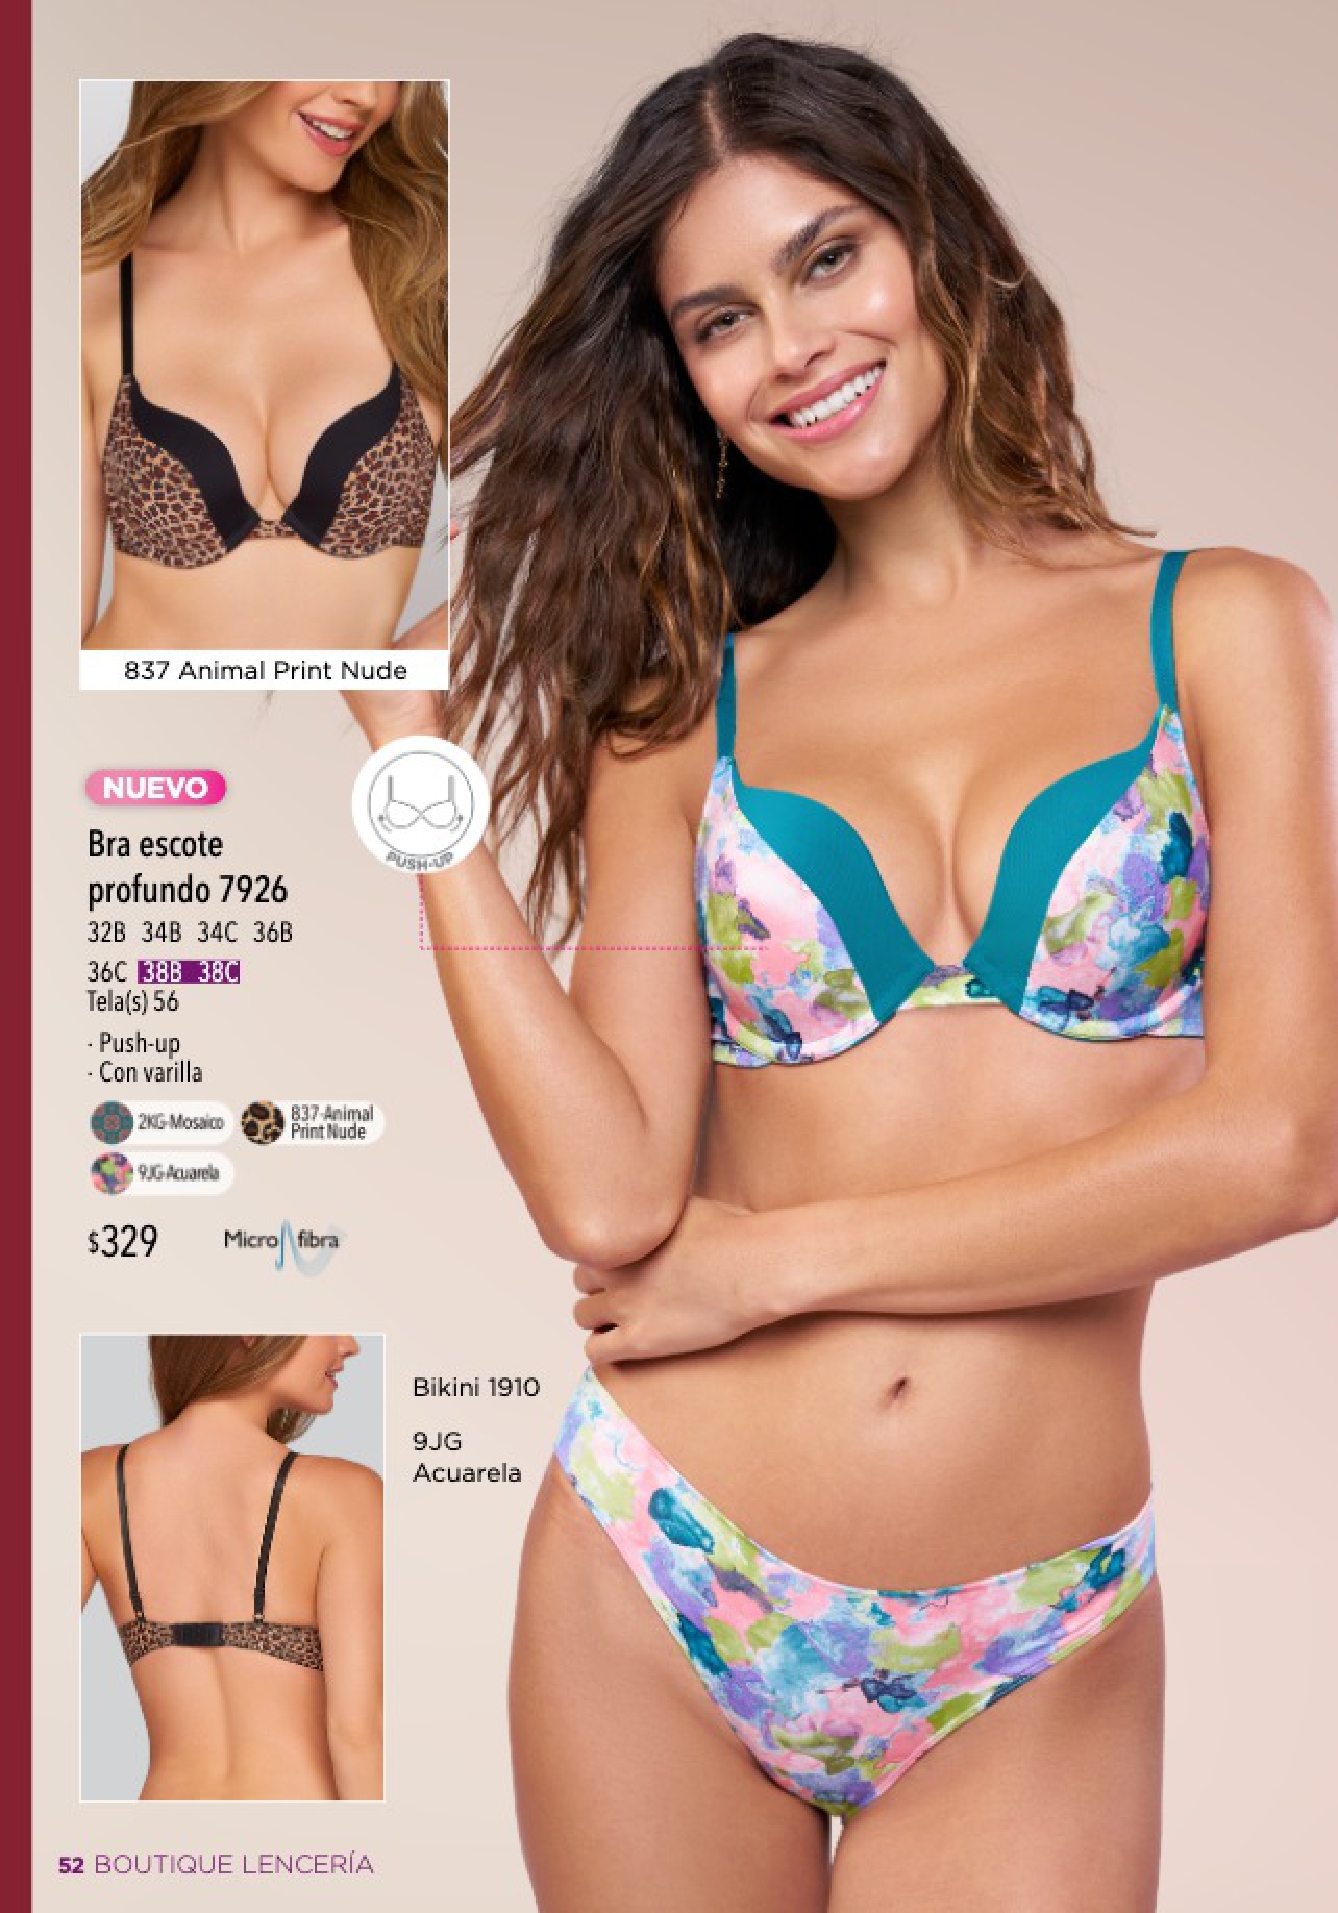 837 Animal Print Nude
NUEVO
Bra escote
profundo 7926
32B 34B 34C 36B
36C 38B 38C
Tela(s) 56
· Push-up
· Con varilla
2KG-Mosaico
837-Animal
Print Nude
9JG-Acuarela
$329
Micro fibra
PUSH-UP
Bikini 1910
9JG
Acuarela
52 BOUTIQUE LENCERÍA